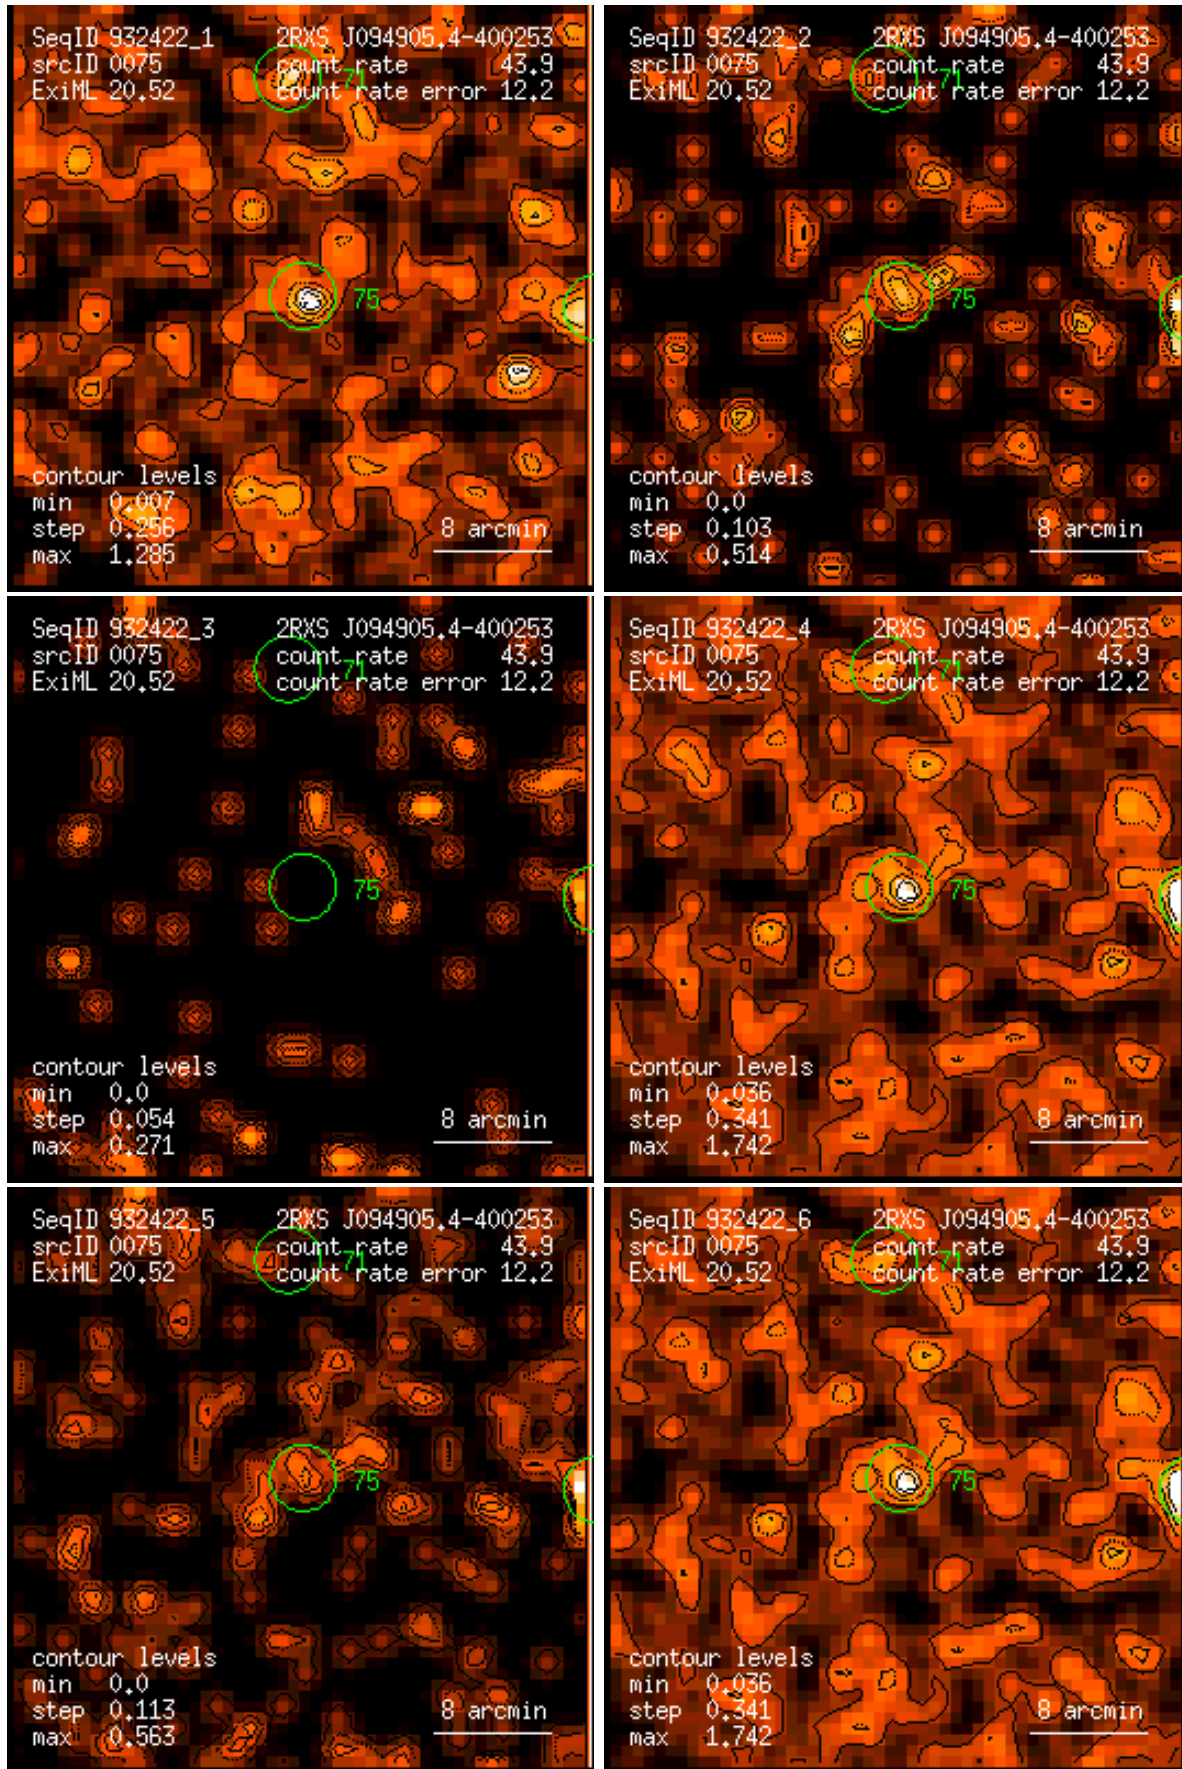 SeqID 932422_1 2RXS J094905.4-400253
srcID 0075 count rate 43.9
71
ExiML 20.52 count rate error 12.2
75
contour levels
min 0.007
step 0.256 8 arcmin
max 1.285
SeqID 932422_2 2RXS J094905.4-400253
srcID 0075 count rate 43.9
71
ExiML 20.52 count rate error 12.2
75
contour levels
min 0.0
step 0.103 8 arcmin
max 0.514
SeqID 932422_3 2RXS J094905.4-400253
srcID 0075 count rate 43.9
71
ExiML 20.52 count rate error 12.2
75
contour levels
min 0.0
step 0.054 8 arcmin
max 0.271
SeqID 932422_4 2RXS J094905.4-400253
srcID 0075 count rate 43.9
71
ExiML 20.52 count rate error 12.2
75
contour levels
min 0.036
step 0.341 8 arcmin
max 1.742
SeqID 932422_5 2RXS J094905.4-400253
srcID 0075 count rate 43.9
71
ExiML 20.52 count rate error 12.2
75
contour levels
min 0.0
step 0.113 8 arcmin
max 0.563
SeqID 932422_6 2RXS J094905.4-400253
srcID 0075 count rate 43.9
71
ExiML 20.52 count rate error 12.2
75
contour levels
min 0.036
step 0.341 8 arcmin
max 1.742